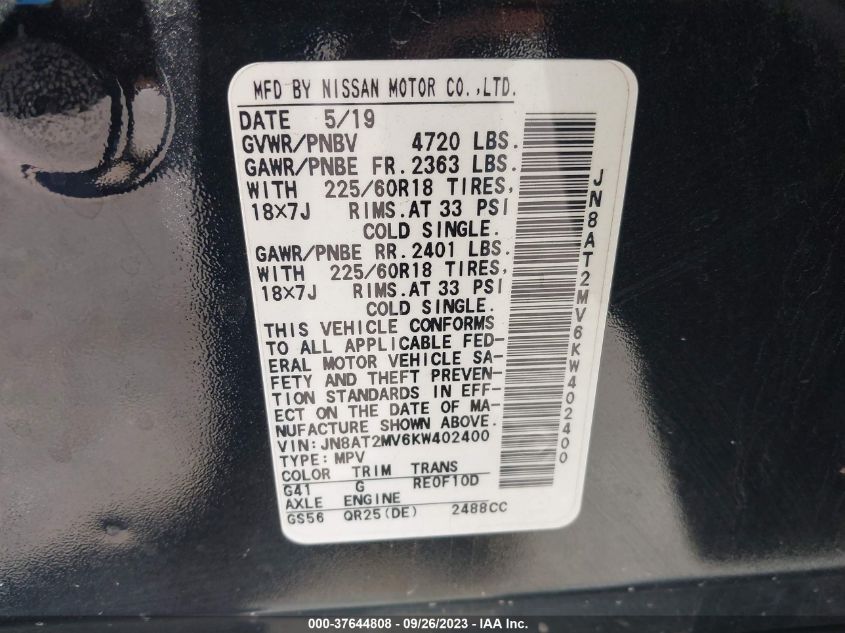 MFD BY NISSAN MOTOR CO.,LTD.
DATE 5/19
GVWR/PNBV 4720 LBS.
GAWR/PNBE FR. 2363 LBS.
WITH 225/60R18 TIRES,
18X7J RIMS.AT 33 PSI
COLD SINGLE.
GAWR/PNBE RR. 2401 LBS.
WITH 225/60R18 TIRES,
18X7J RIMS.AT 33 PSI
COLD SINGLE.
THIS VEHICLE CONFORMS
TO ALL APPLICABLE FED-
ERAL MOTOR VEHICLE SA-
FETY AND THEFT PREVEN-
TION STANDARDS IN EFF-
ECT ON THE DATE OF MA-
NUFACTURE SHOWN ABOVE.
VIN: JN8AT2MV6KW402400
TYPE: MPV
COLOR TRIM TRANS
G41 G RE0F10D
AXLE ENGINE
GS56 QR25(DE) 2488CC
JN8AT2MV6KW402400
000-37644808 - 09/26/2023 - IAA Inc.